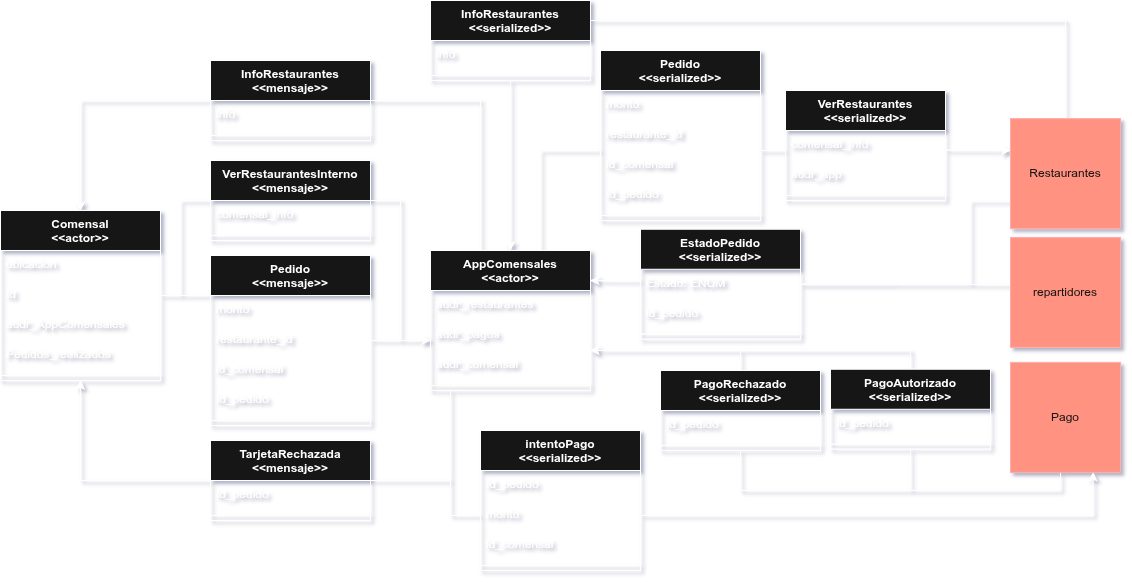 InfoRestaurantes
<<serialized>>
info
Pedido
<<serialized>>
monto
restaurante_id
id_comensal
id_pedido
InfoRestaurantes
<<mensaje>>
info
VerRestaurantes
<<serialized>>
comensal_info
addr_app
Restaurantes
VerRestaurantesInterno
<<mensaje>>
comensal_info
Comensal
<<actor>>
ubicacion
id
addr_AppComensales
Pedidos_realizados
Pedido
<<mensaje>>
monto
restaurante_id
id_comensal
id_pedido
AppComensales
<<actor>>
addr_restaurantes
addr_pagos
addr_comensal
EstadoPedido
<<serialized>>
Estado: ENUM
id_pedido
repartidores
PagoRechazado
<<serialized>>
id_pedido
PagoAutorizado
<<serialized>>
id_pedido
Pago
TarjetaRechazada
<<mensaje>>
id_pedido
intentoPago
<<serialized>>
id_pedido
monto
id_comensal